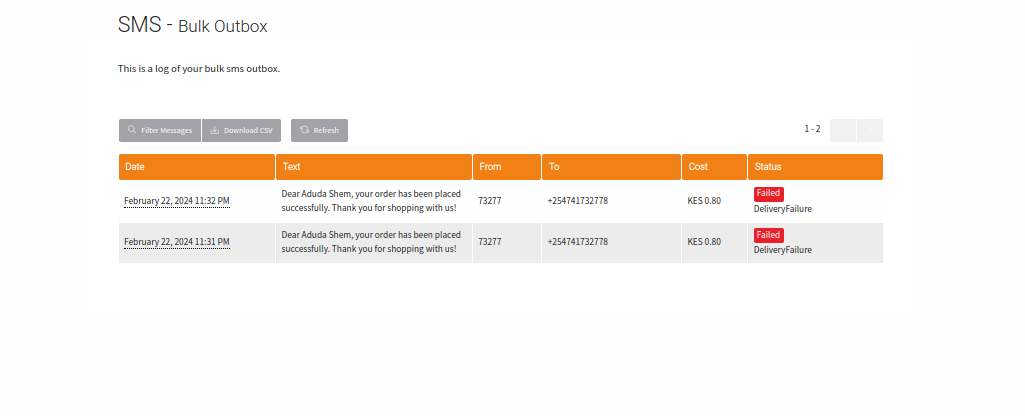 SMS - Bulk Outbox
This is a log of your bulk sms outbox.
Filter Messages Download CSV Refresh 1 - 2
Date Text From To Cost Status
February 22, 2024 11:32 PM Dear Aduda Shem, your order has been placed successfully. Thank you for shopping with us! 73277 +254741732778 KES 0.80 Failed DeliveryFailure
February 22, 2024 11:31 PM Dear Aduda Shem, your order has been placed successfully. Thank you for shopping with us! 73277 +254741732778 KES 0.80 Failed DeliveryFailure